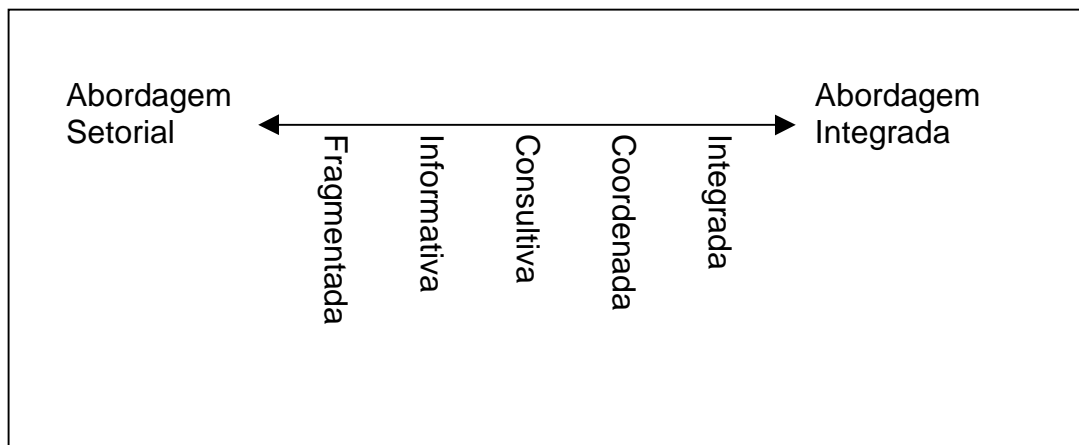 Abordagem
Setorial
Fragmentada
Informativa
Consultiva
Coordenada
Integrada
Abordagem
Integrada